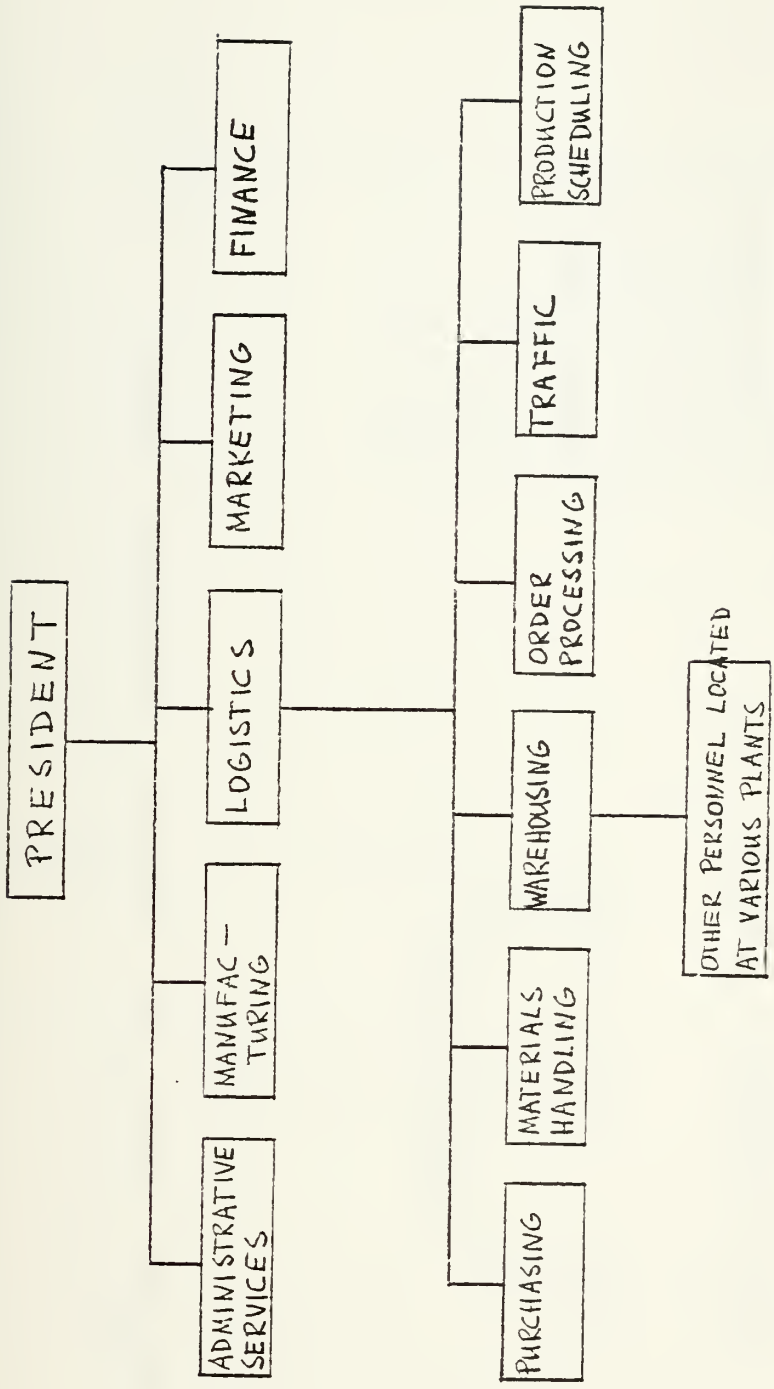 PRESIDENT
ADMINISTRATIVE
SERVICES
MANUFAC-
TURING
LOGISTICS
MARKETING
FINANCE
PURCHASING
MATERIALS
HANDLING
WAREHOUSING
ORDER
PROCESSING
TRAFFIC
PRODUCTION
SCHEDULING
OTHER PERSONNEL LOCATED
AT VARIOUS PLANTS